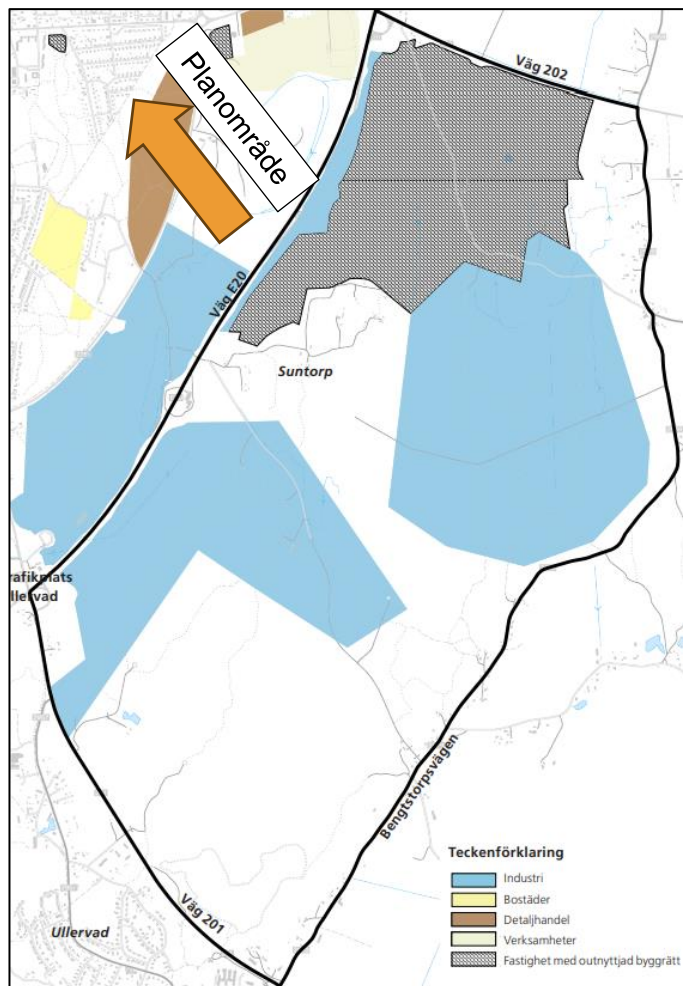 Väg 202
Planområde
Väg E20
Suntorp
rafikplats
llervad
Bengtstorpsvägen
Väg 201
Ullervad
Teckenförklaring
Industri
Bostäder
Detaljhandel
Verksamheter
Fastighet med outnyttjad byggrätt